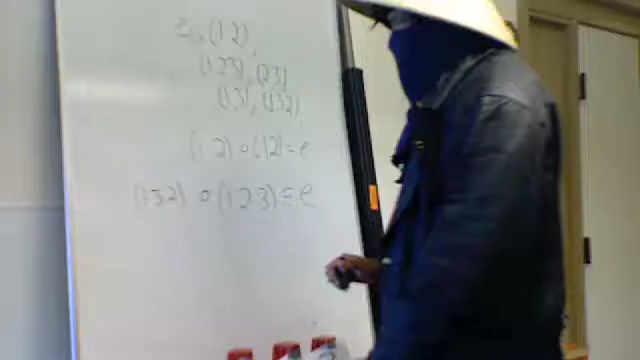 e, (12),
(123), (23)
(13), (132)
(12) ∘ (12) = e
(132) ∘ (123) = e